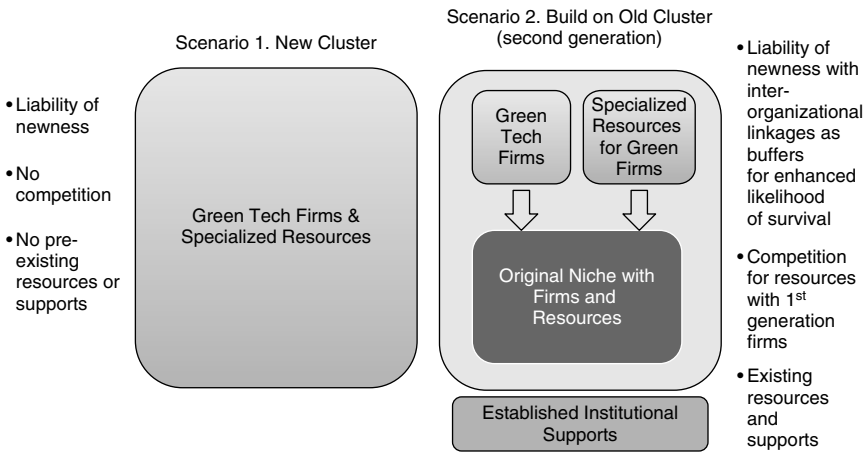 Scenario 1. New Cluster
• Liability of
newness
• No
competition
• No pre-
existing
resources or
supports
Green Tech Firms &
Specialized Resources
Scenario 2. Build on Old Cluster
(second generation)
Green
Tech
Firms
Specialized
Resources
for Green
Firms
Original Niche with
Firms and
Resources
Established Institutional
Supports
• Liability of
newness with
inter-
organizational
linkages as
buffers
for enhanced
likelihood
of survival
• Competition
for resources
with 1st
generation
firms
• Existing
resources
and
supports